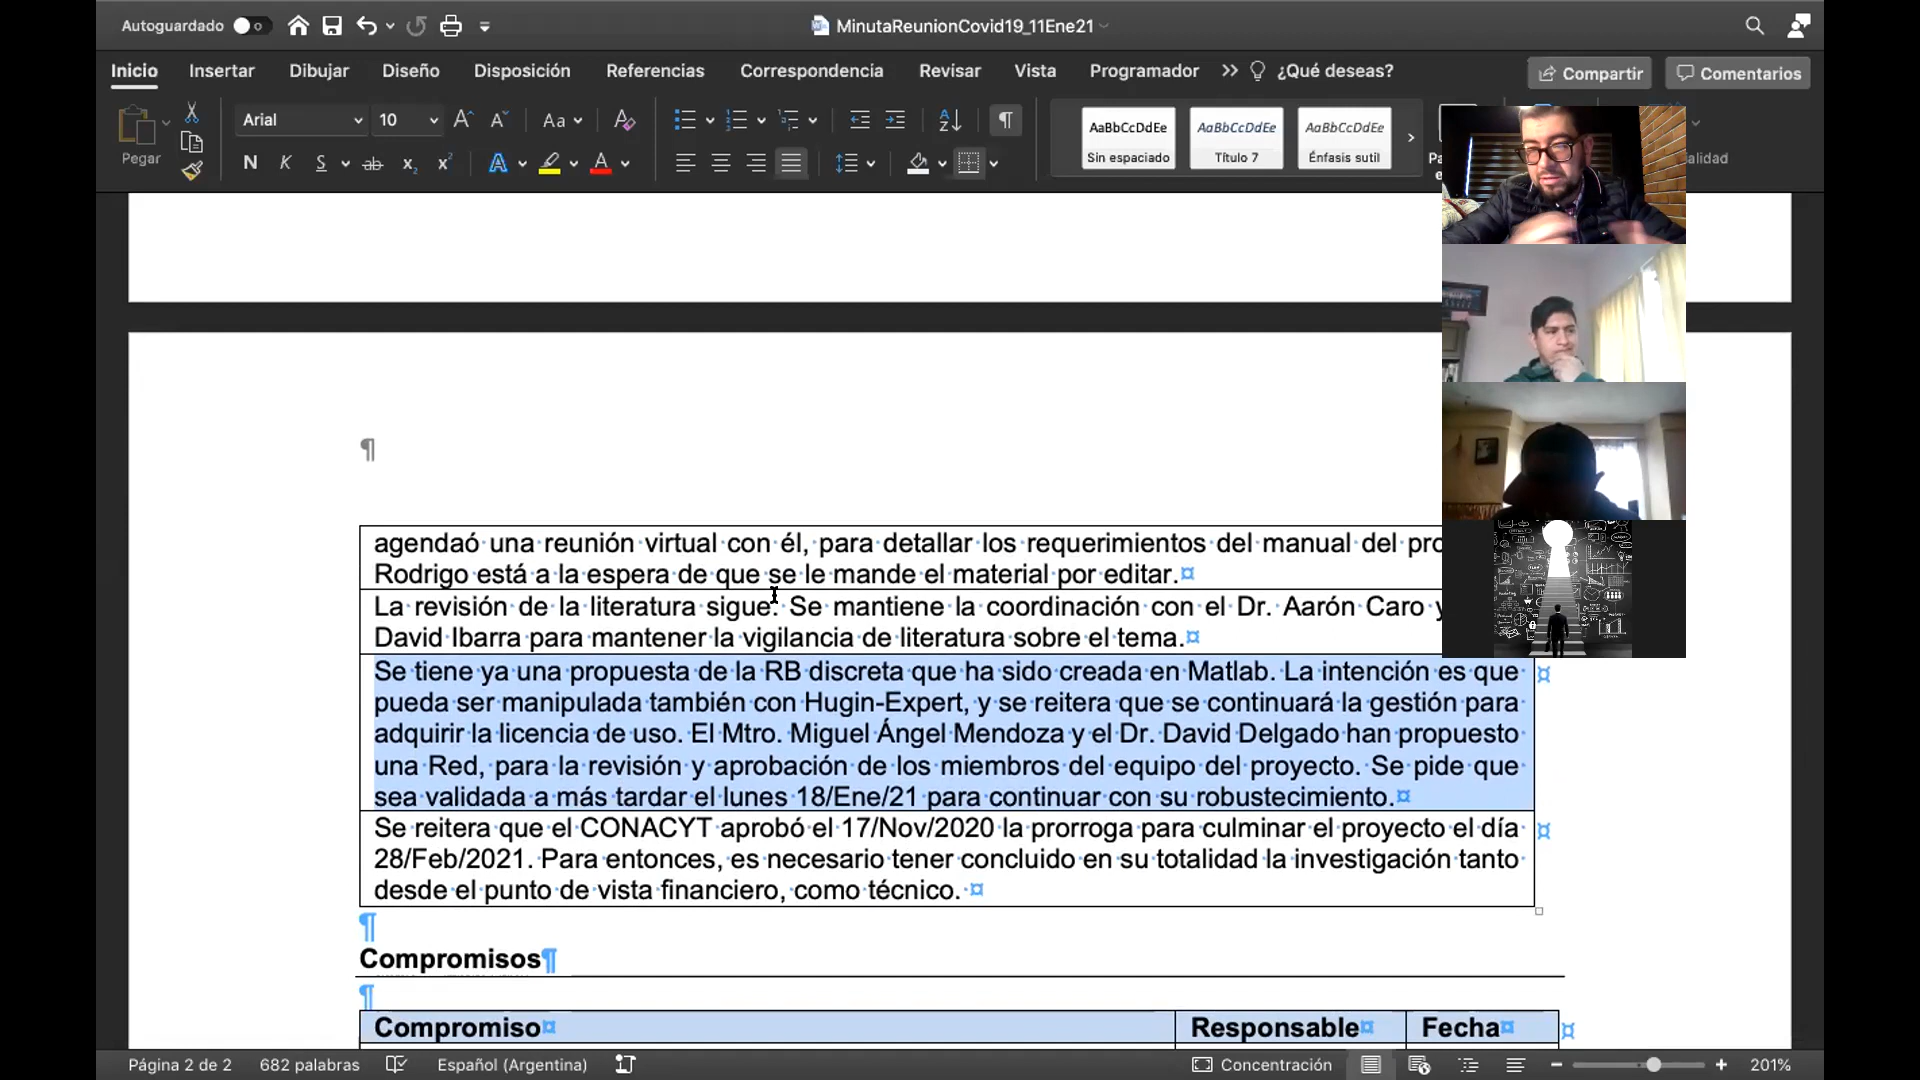 Autoguardado
MinutaReunionCovid19_11Ene21
Inicio Insertar Dibujar Diseño Disposición Referencias Correspondencia Revisar Vista Programador ¿Qué deseas? Compartir Comentarios
Pegar
Arial 10
AaBbCcDdEe AaBbCcDdEe AaBbCcDdEe
Sin espaciado Título 7 Énfasis sutil
agendaó una reunión virtual con él, para detallar los requerimientos del manual del
Rodrigo está a la espera de que se le mande el material por editar.
La revisión de la literatura sigue. Se mantiene la coordinación con el Dr. Aarón Caro y
David Ibarra para mantener la vigilancia de literatura sobre el tema.
Se tiene ya una propuesta de la RB discreta que ha sido creada en Matlab. La intención es que
pueda ser manipulada también con Hugin-Expert, y se reitera que se continuará la gestión para
adquirir la licencia de uso. El Mtro. Miguel Ángel Mendoza y el Dr. David Delgado han propuesto
una Red, para la revisión y aprobación de los miembros del equipo del proyecto. Se pide que
sea validada a más tardar el lunes 18/Ene/21 para continuar con su robustecimiento.
Se reitera que el CONACYT aprobó el 17/Nov/2020 la prorroga para culminar el proyecto el día
28/Feb/2021. Para entonces, es necesario tener concluido en su totalidad la investigación tanto
desde el punto de vista financiero, como técnico.
Compromisos
Compromiso Responsable Fecha
Página 2 de 2 682 palabras Español (Argentina) Concentración 201%